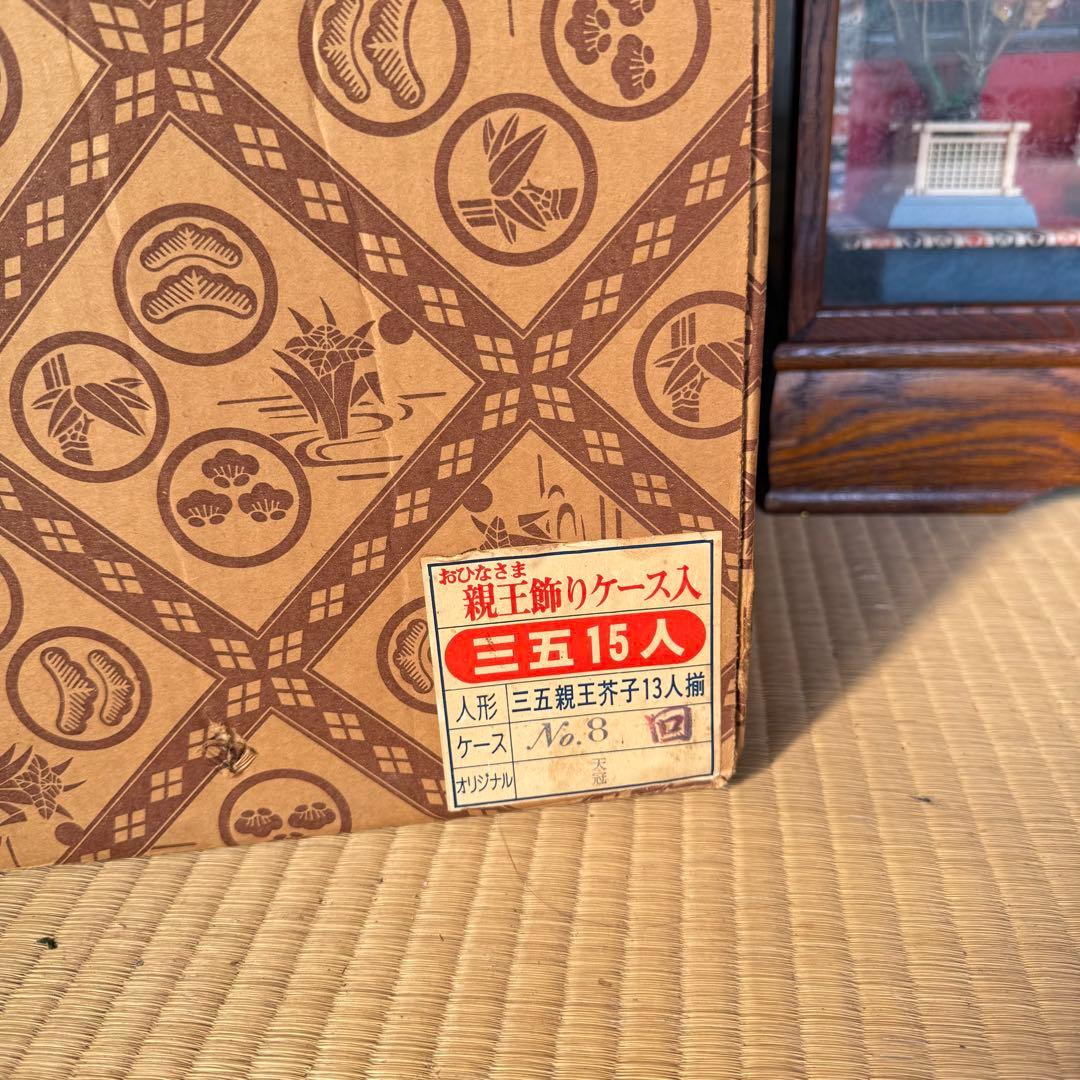 おひなさま
親王飾りケース入
三五15人
人形 三五親王芥子13人揃
ケース No.8 回
オリジナル 天冠